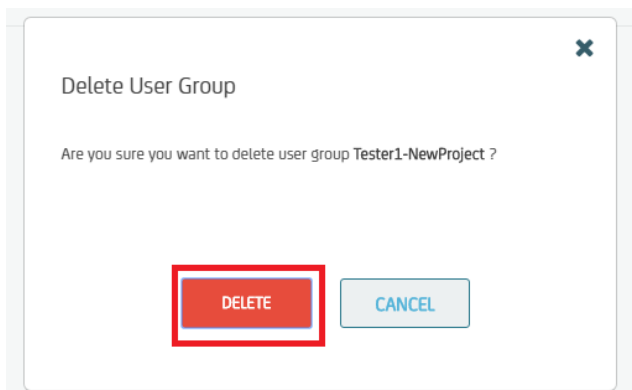 Delete User Group
Are you sure you want to delete user group Tester1-NewProject ?
DELETE
CANCEL